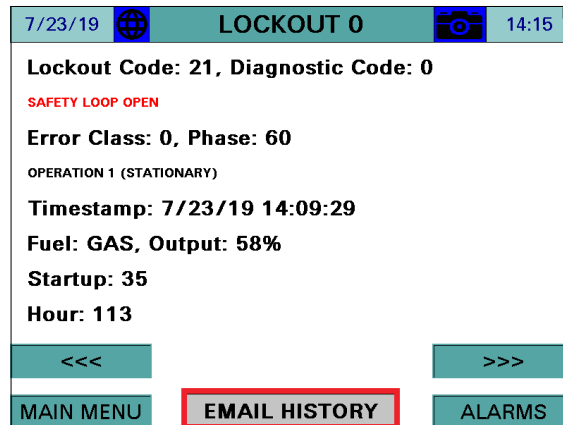 7/23/19 LOCKOUT 0 14:15
Lockout Code: 21, Diagnostic Code: 0
SAFETY LOOP OPEN
Error Class: 0, Phase: 60
OPERATION 1 (STATIONARY)
Timestamp: 7/23/19 14:09:29
Fuel: GAS, Output: 58%
Startup: 35
Hour: 113
<<< >>>
MAIN MENU EMAIL HISTORY ALARMS